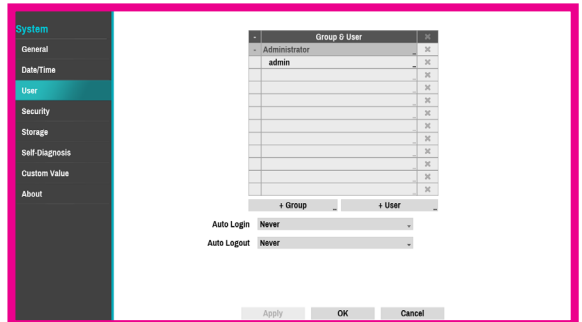 System
General
Date/Time
User
Security
Storage
Self-Diagnosis
Custom Value
About
- Group & User
- Administrator
admin
+ Group
+ User
Auto Login Never
Auto Logout Never
Apply OK Cancel